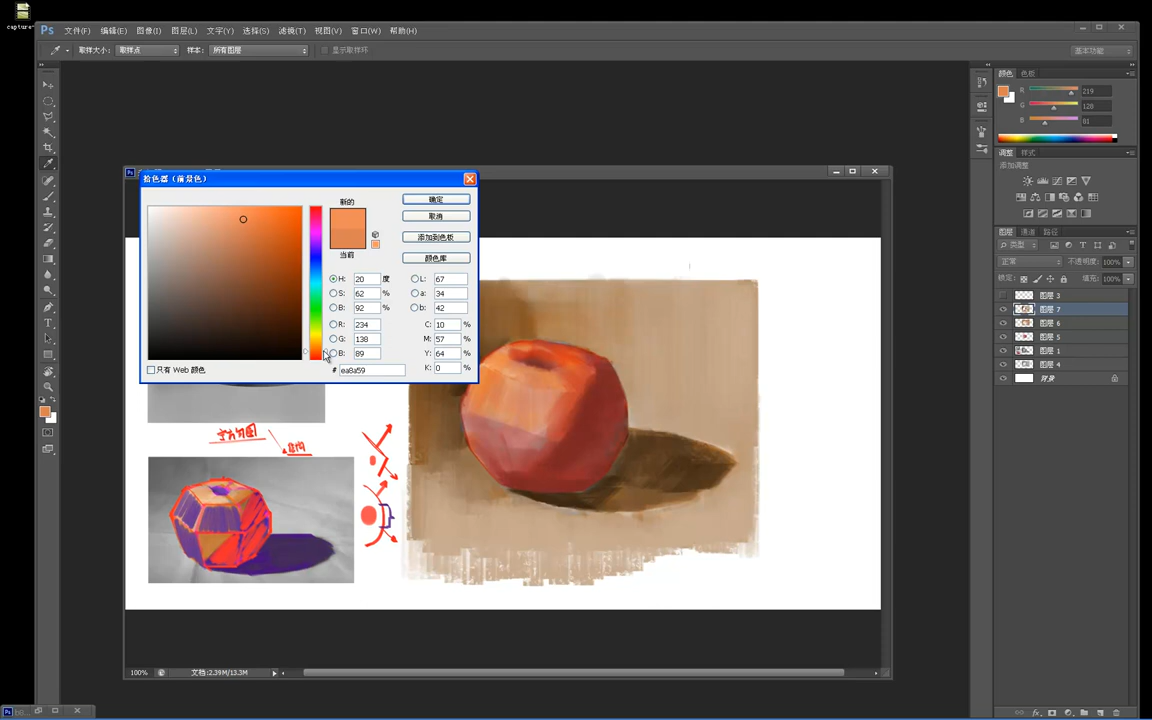 capture
Ps 文件(F) 编辑(E) 图像(I) 图层(L) 文字(Y) 选择(S) 滤镜(T) 视图(V) 窗口(W) 帮助(H)
取样大小: 取样点 样本: 所有图层 显示取样环 基本功能
颜色 色板
R 219
G 128
B 81
调整 样式
添加调整
图层 通道 路径
类型
正常 不透明度: 100%
锁定: 填充: 100%
图层 3
图层 7
图层 6
图层 5
图层 1
图层 4
背景
拾色器（前景色）
新的
当前
确定
取消
添加到色板
颜色库
H: 20 度
S: 62 %
B: 92 %
R: 234
G: 138
B: 89
L: 67
a: 34
b: 42
C: 10 %
M: 57 %
Y: 64 %
K: 0 %
# ea8a59
只有 Web 颜色
结构
100% 文档:2.39M/13.3M